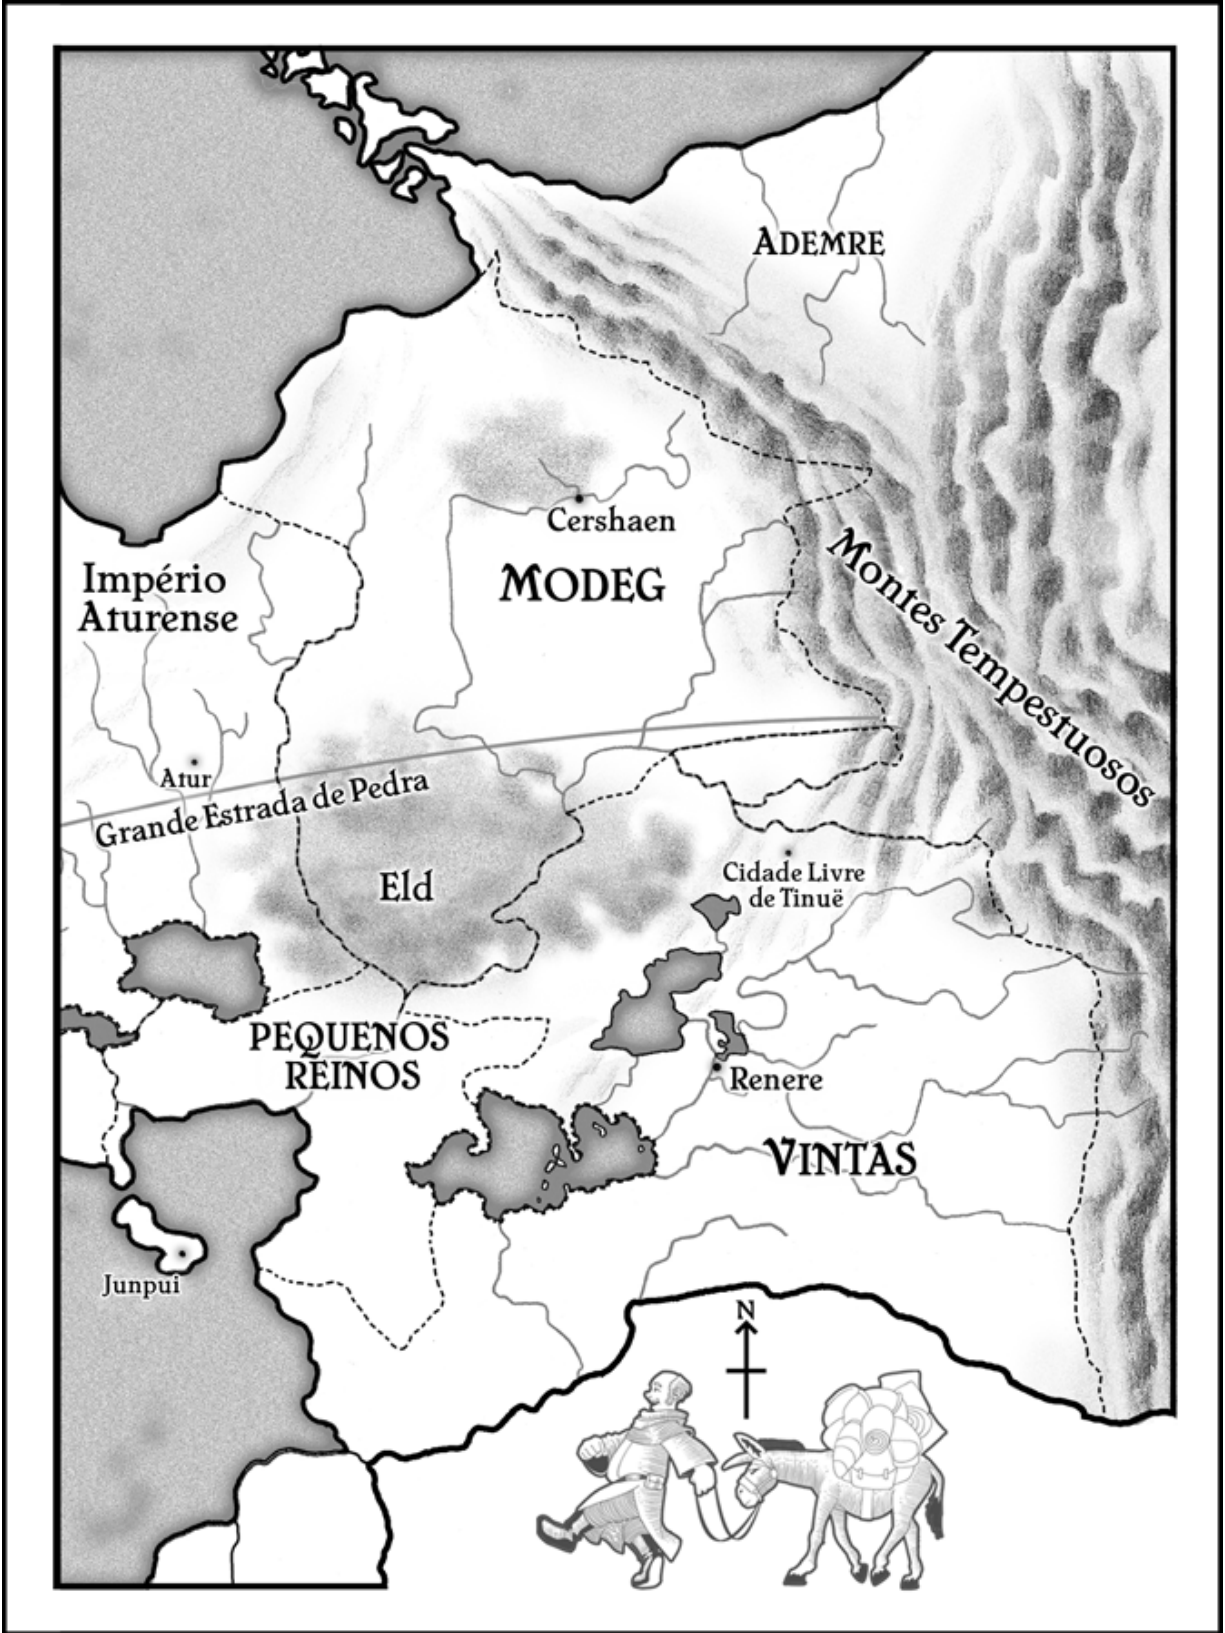 ADEMRE
Cershaen
MODEG
Império
Aturense
Montes Tempestuosos
Atur
Grande Estrada de Pedra
Eld
Cidade Livre
de Tinuë
PEQUENOS
REINOS
Renere
VINTAS
Junpui
N